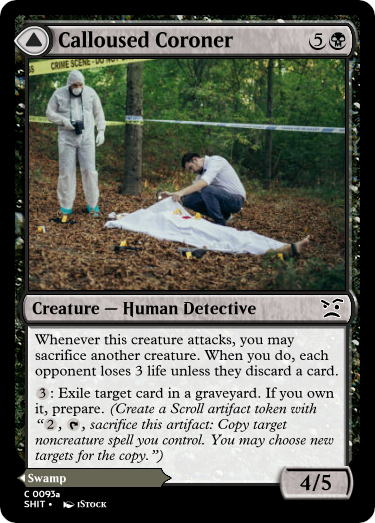 Calloused Coroner 5
CRIME SCENE - DO NOT
Creature — Human Detective
Whenever this creature attacks, you may
sacrifice another creature. When you do, each
opponent loses 3 life unless they discard a card.
3 : Exile target card in a graveyard. If you own
it, prepare. (Create a Scroll artifact token with
“ 2 , , sacrifice this artifact: Copy target
noncreature spell you control. You may choose new
targets for the copy.”)
Swamp
4/5
C 0093a
SHIT • iStock